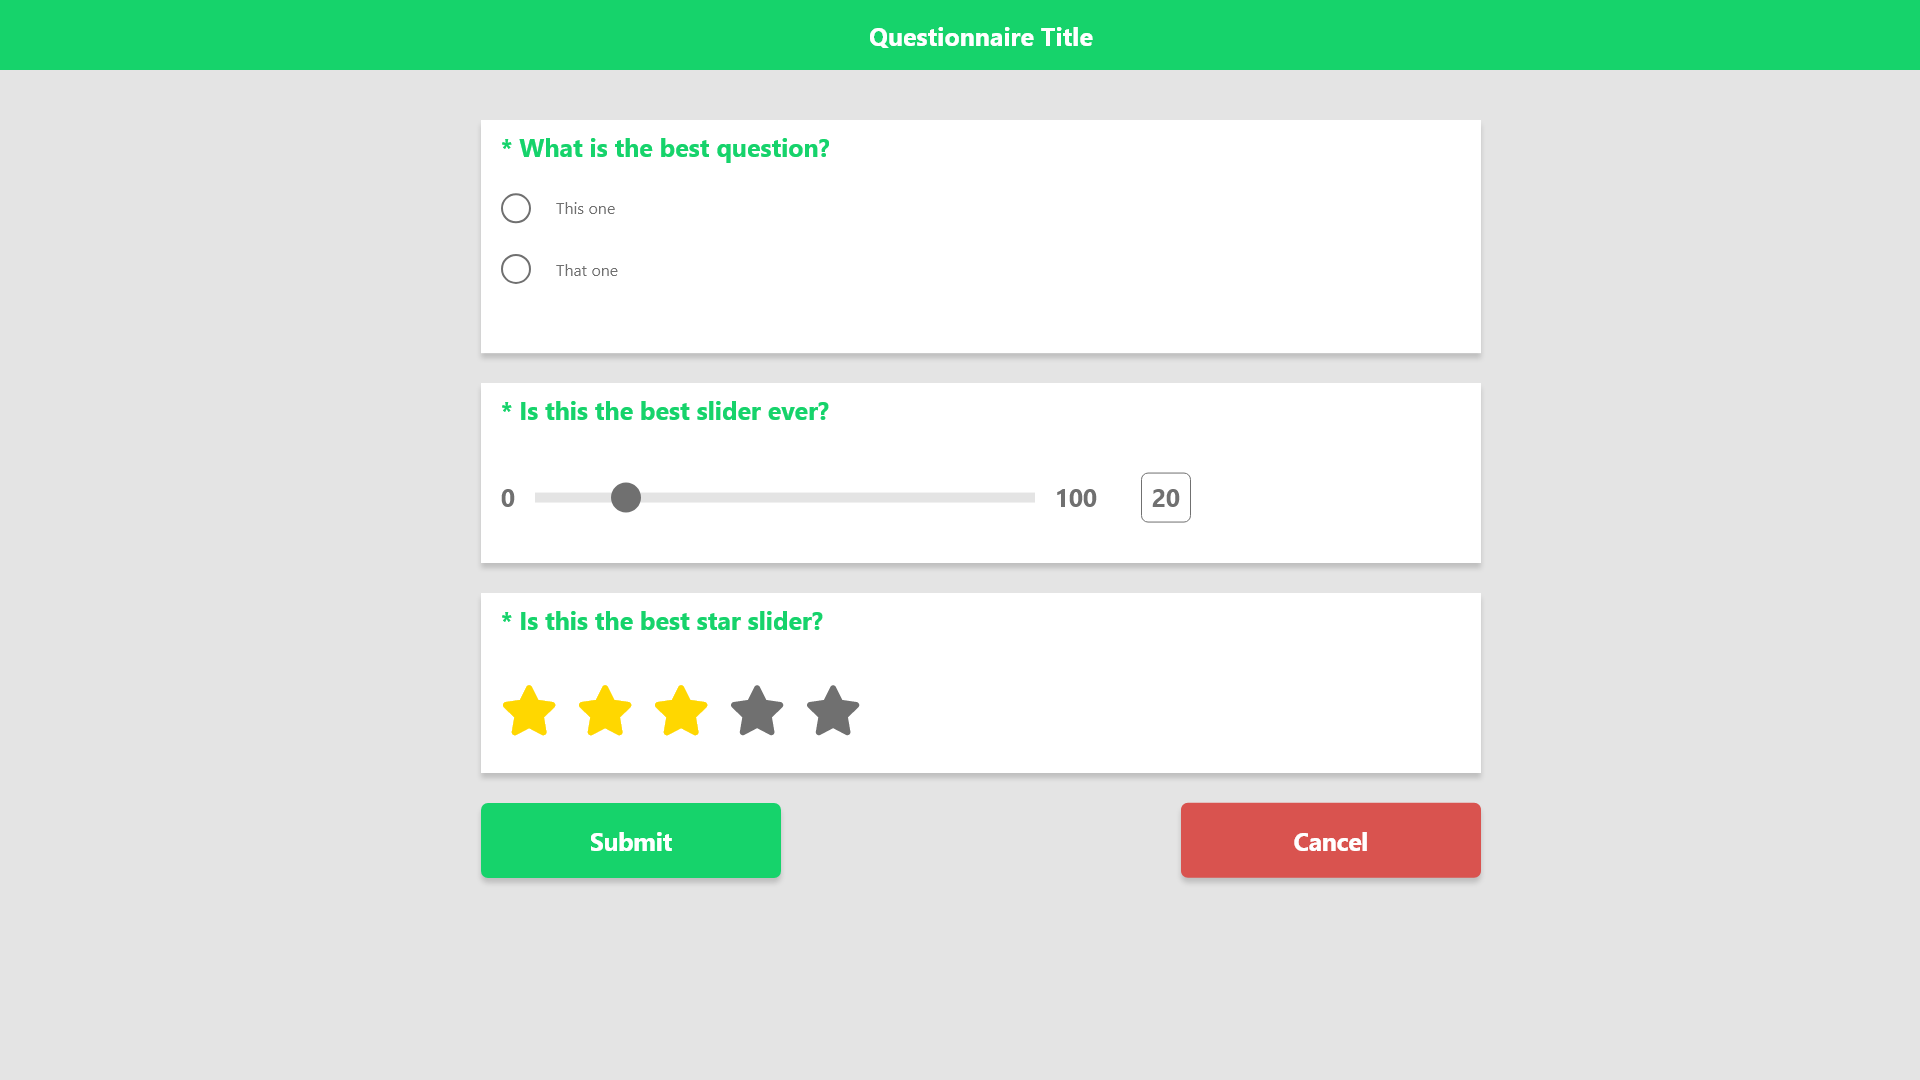 Questionnaire Title
* What is the best question?
This one
That one
* Is this the best slider ever?
0 100 20
* Is this the best star slider?
Submit Cancel